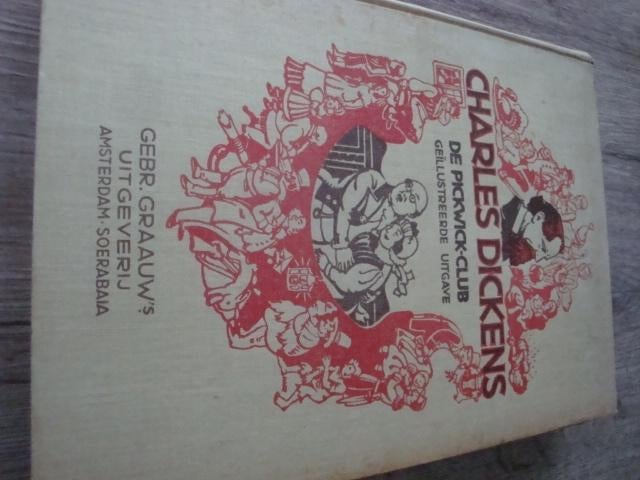 CHARLES DICKENS
DE PICKWICK-CLUB
GEÏLLUSTREERDE UITGAVE
GEBR. GRAAUW'S
UITGEVERIJ
AMSTERDAM - SOERABAIA